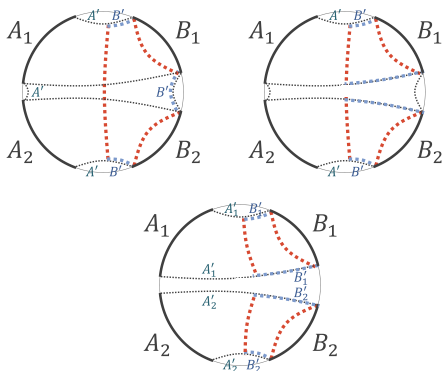 A′ B′
A₁ B₁
A′ B′
A₂ B₂
A′ B′
A′ B′
A₁ B₁
A₂ B₂
A′ B′
A′₁ B′
A₁ B₁
A′₁ B′₁
A′₂ B′₂
A₂ B₂
A′₂ B′₂